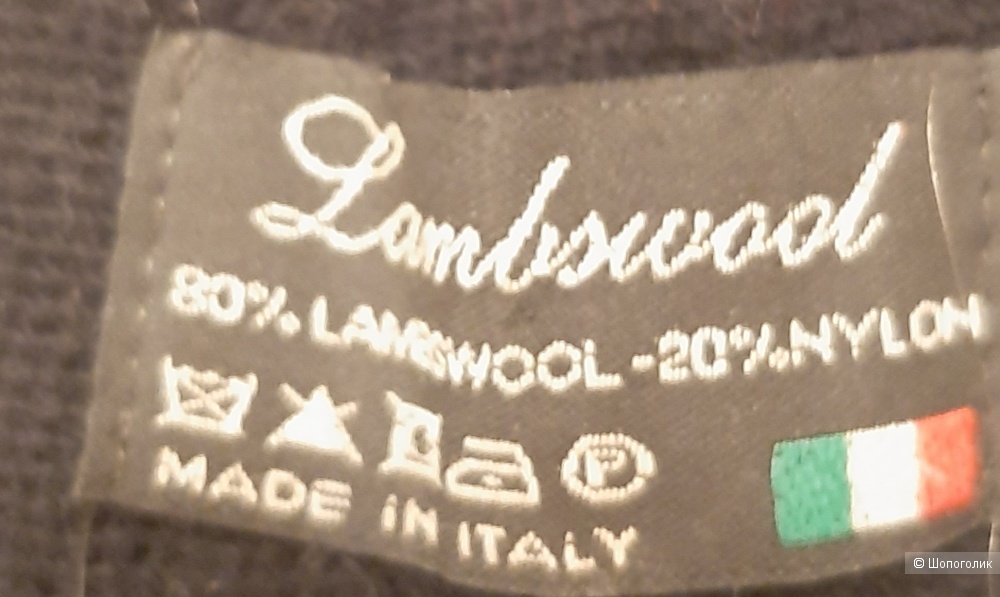 Lambswool
80% LAMBSWOOL - 20% NYLON
P
MADE iN ITALY
© Шопоголик